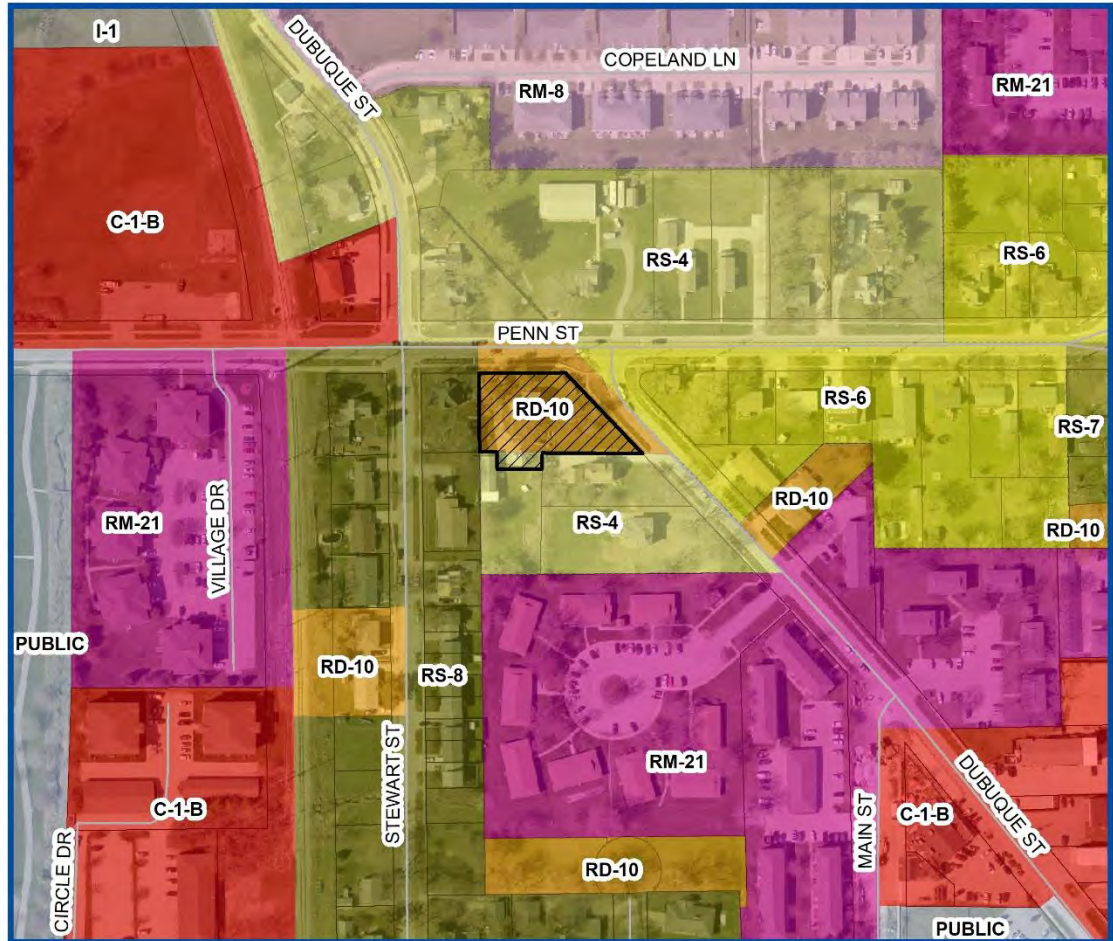 I-1
DUBUQUE ST
COPELAND LN
RM-8
RM-21
C-1-B
RS-4
RS-6
PENN ST
RD-10
RS-6
RS-7
RM-21
VILLAGE DR
RS-4
RD-10
RD-10
PUBLIC
RD-10
RS-8
STEWART ST
RM-21
C-1-B
CIRCLE DR
MAIN ST
C-1-B
DUBUQUE ST
RD-10
PUBLIC